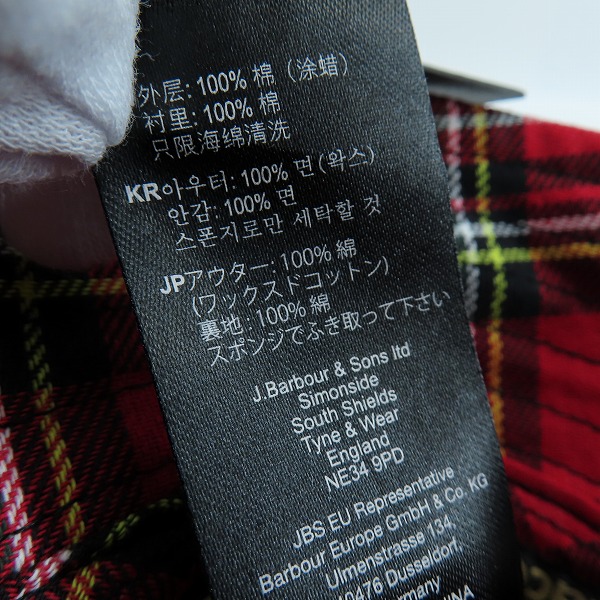 外层: 100% 棉（涂蜡）
衬里: 100% 棉
只限海绵清洗
KR아우터: 100% 면(왁스)
안감: 100% 면
스폰지로만 세탁할 것
JPアウター: 100% 綿
(ワックスドコットン)
裏地: 100% 綿
スポンジでふき取って下さい
J.Barbour & Sons ltd
Simonside
South Shields
Tyne & Wear
England
NE34 9PD
JBS EU Representative
Barbour Europe GmbH & Co. KG
Ulmenstrasse 134,
40476 Dusseldorf,
Germany